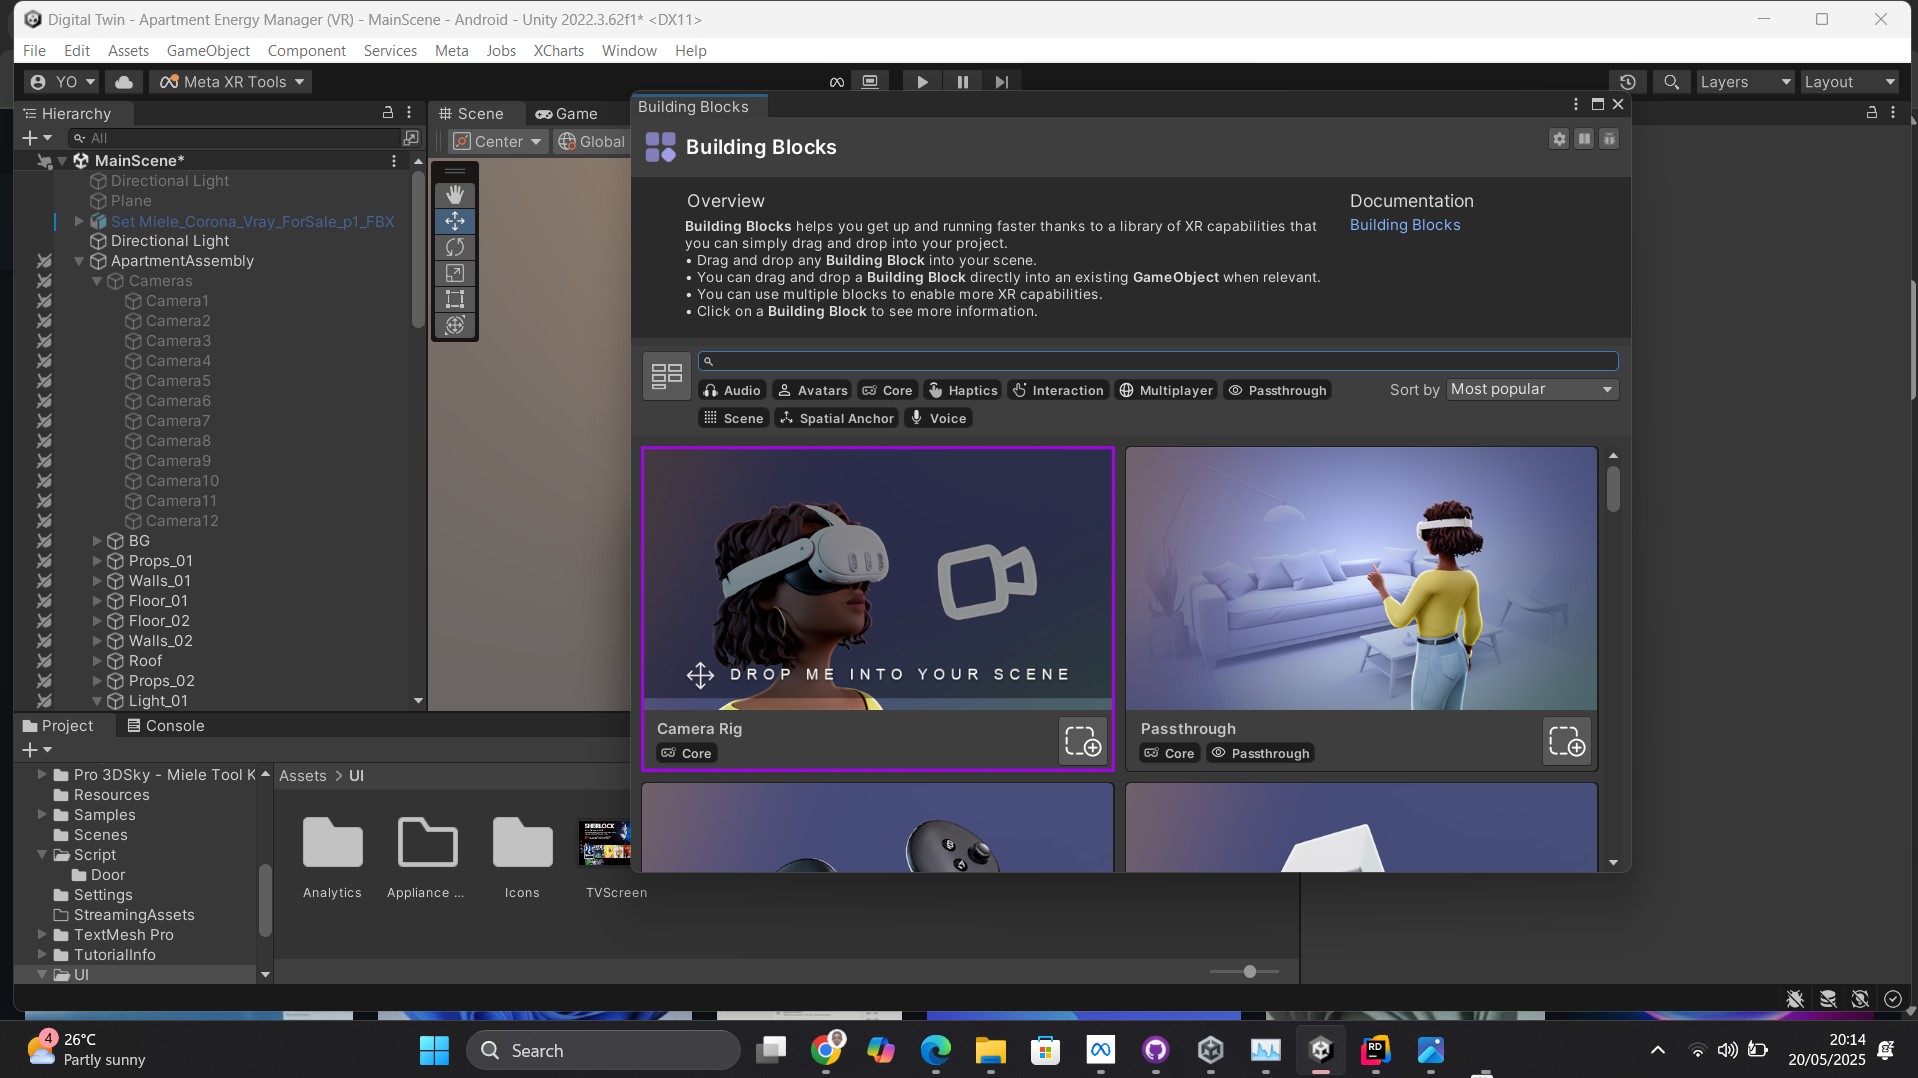 Digital Twin - Apartment Energy Manager (VR) - MainScene - Android - Unity 2022.3.62f1* <DX11>
File Edit Assets GameObject Component Services Meta Jobs XCharts Window Help
YO Meta XR Tools Layers Layout
Hierarchy
All
MainScene*
Directional Light
Plane
Set Miele_Corona_Vray_ForSale_p1_FBX
Directional Light
ApartmentAssembly
Cameras
Camera1
Camera2
Camera3
Camera4
Camera5
Camera6
Camera7
Camera8
Camera9
Camera10
Camera11
Camera12
BG
Props_01
Walls_01
Floor_01
Floor_02
Walls_02
Roof
Props_02
Light_01
Scene Game
Center Global
Building Blocks
Building Blocks
Overview
Building Blocks helps you get up and running faster thanks to a library of XR capabilities that
you can simply drag and drop into your project.
• Drag and drop any Building Block into your scene.
• You can drag and drop a Building Block directly into an existing GameObject when relevant.
• You can use multiple blocks to enable more XR capabilities.
• Click on a Building Block to see more information.
Documentation
Building Blocks
Audio Avatars Core Haptics Interaction Multiplayer Passthrough
Sort by Most popular
Scene Spatial Anchor Voice
DROP ME INTO YOUR SCENE
Camera Rig
Core
Passthrough
Core Passthrough
Project Console
Pro 3DSky - Miele Tool K
Resources
Samples
Scenes
Script
Door
Settings
StreamingAssets
TextMesh Pro
TutorialInfo
UI
Assets > UI
SHERLOCK
Analytics Appliance ... Icons TVScreen
4
26°C
Partly sunny
Search
RD
20:14
20/05/2025